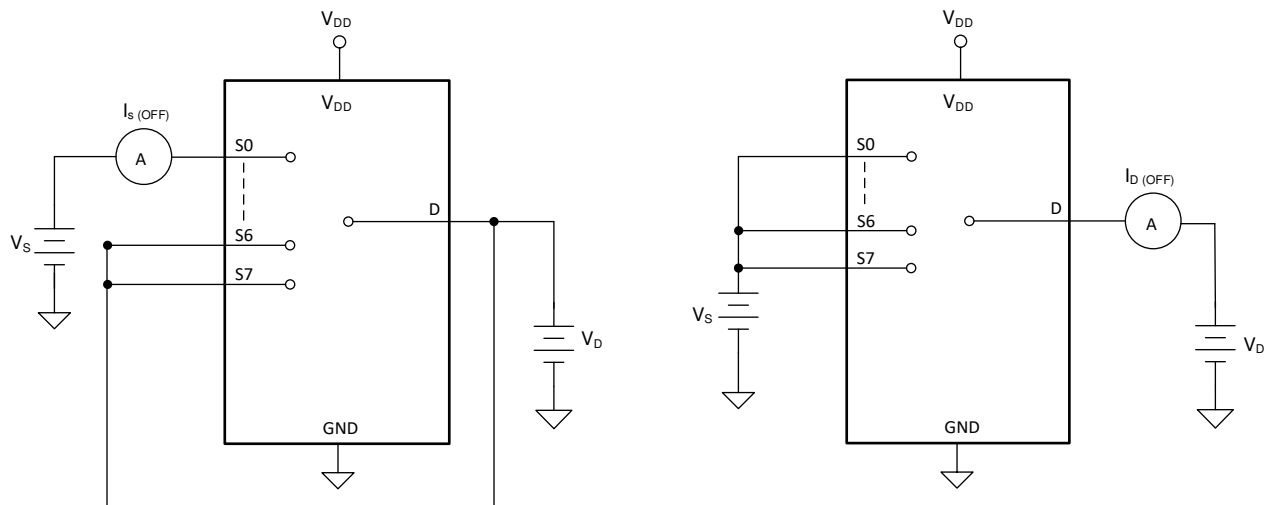 VDD
VDD
IS (OFF)
A
S0
D
S6
S7
VS
VD
GND
VDD
VDD
S0
ID (OFF)
D
A
S6
S7
VS
VD
GND